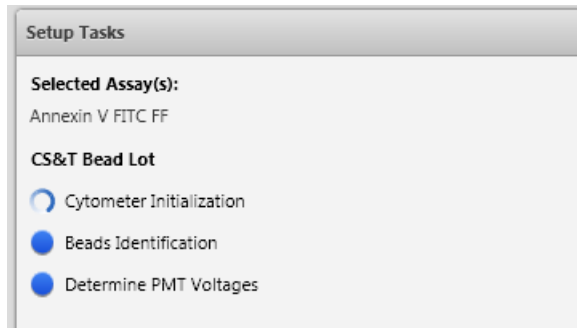 Setup Tasks
Selected Assay(s):
Annexin V FITC FF
CS&T Bead Lot
Cytometer Initialization
Beads Identification
Determine PMT Voltages